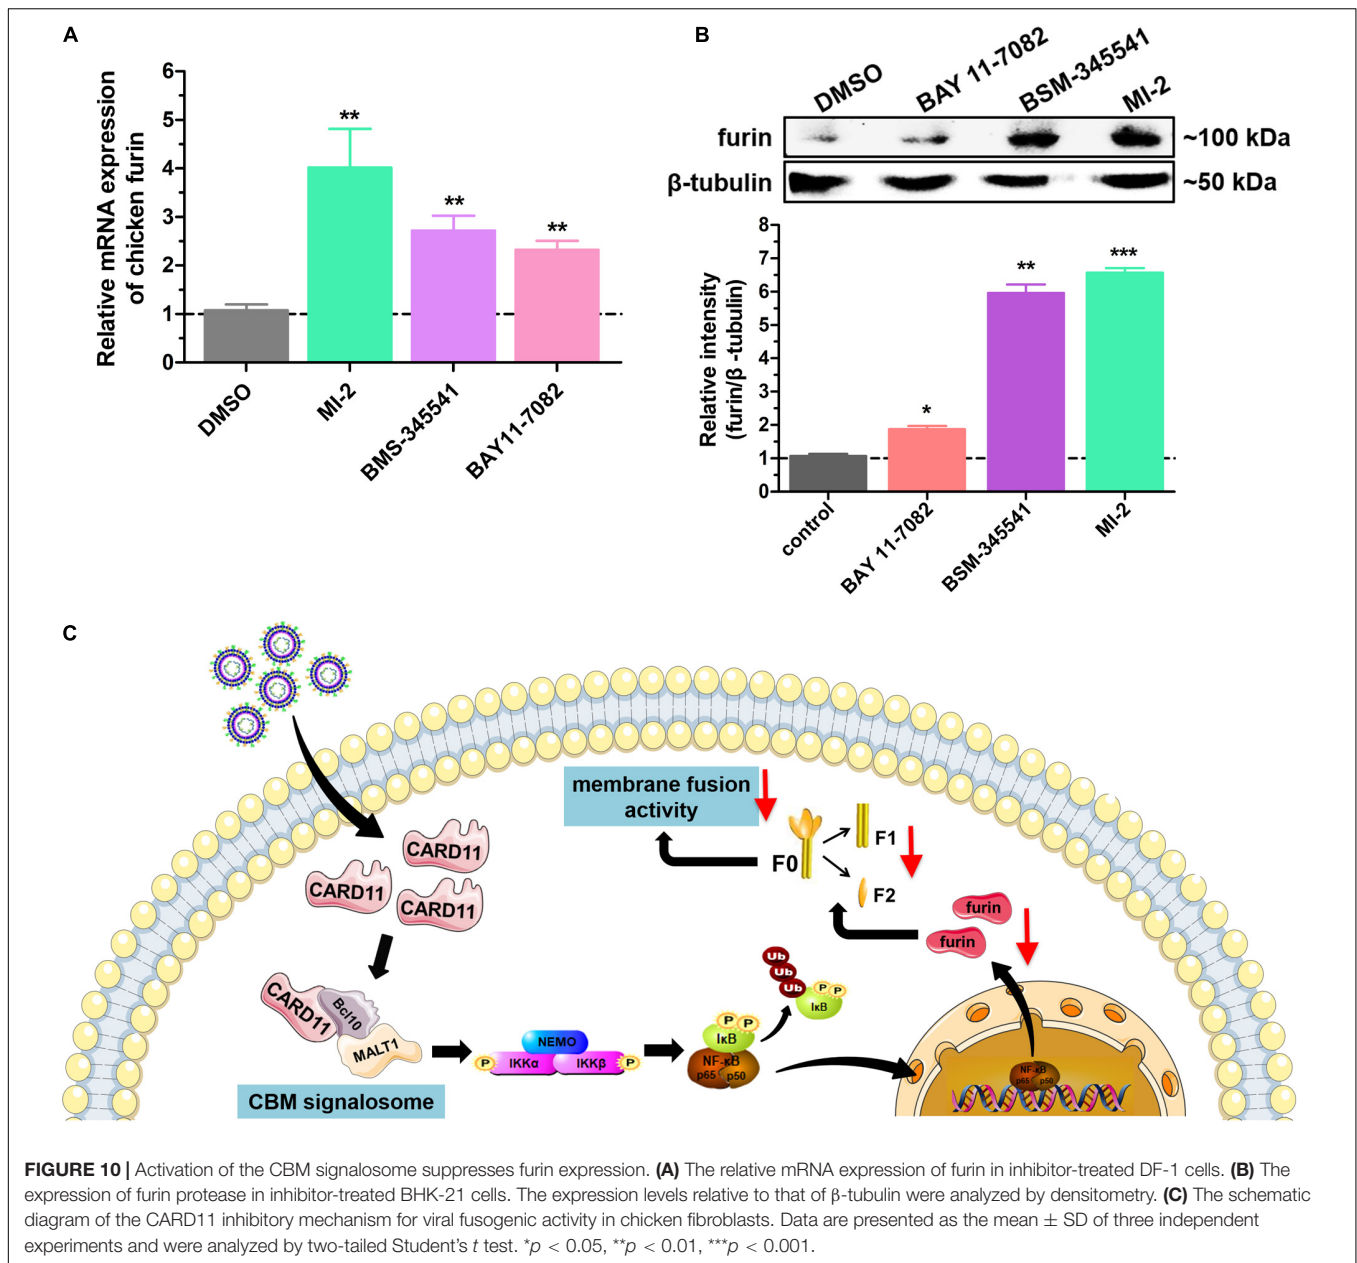 A
Relative mRNA expression
of chicken furin
6
5
4
3
2
1
0
**
**
**
DMSO
MI-2
BMS-345541
BAY11-7082
B
DMSO
BAY 11-7082
BSM-345541
MI-2
furin
~100 kDa
β-tubulin
~50 kDa
Relative intensity
(furin/β -tubulin)
8
7
6
5
4
3
2
1
0
*
**
***
control
BAY 11-7082
BSM-345541
MI-2
C
membrane fusion
activity
F0
F1
F2
furin
furin
CARD11
CARD11
CARD11
CARD11
Bcl10
MALT1
CBM signalosome
P
NEMO
IKKα
IKKβ
P
P
P
IκB
NF-κB
p65
p50
Ub
Ub
Ub
P
P
IκB
NF-κB
p65
p50
FIGURE 10 | Activation of the CBM signalosome suppresses furin expression. (A) The relative mRNA expression of furin in inhibitor-treated DF-1 cells. (B) The
expression of furin protease in inhibitor-treated BHK-21 cells. The expression levels relative to that of β-tubulin were analyzed by densitometry. (C) The schematic
diagram of the CARD11 inhibitory mechanism for viral fusogenic activity in chicken fibroblasts. Data are presented as the mean ± SD of three independent
experiments and were analyzed by two-tailed Student's t test. *p < 0.05, **p < 0.01, ***p < 0.001.